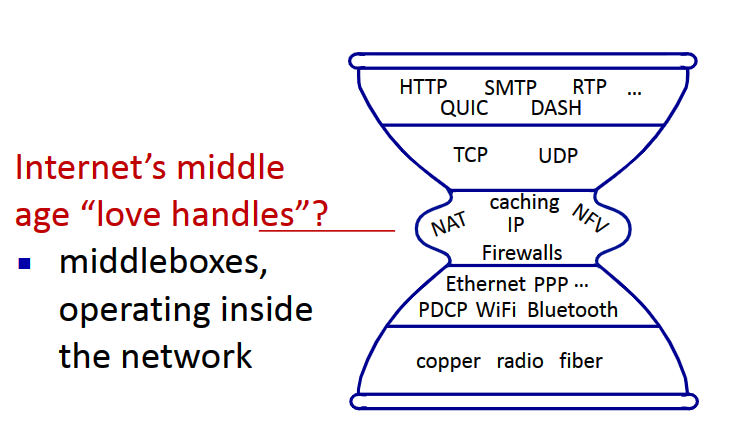 HTTP SMTP RTP ...
QUIC DASH
TCP UDP
Internet’s middle
age “love handles”?
▪ middleboxes,
operating inside
the network
caching
NAT IP NFV
Firewalls
Ethernet PPP ...
PDCP WiFi Bluetooth
copper radio fiber